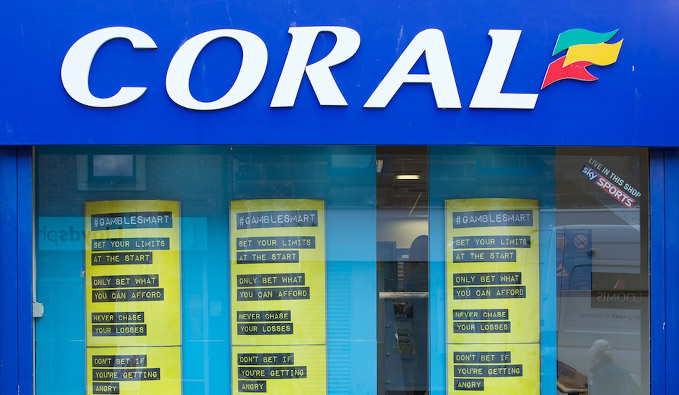 CORAL
LIVE IN THIS SHOP
sky SPORTS
#GAMBLESMART
SET YOUR LIMITS
AT THE START
ONLY BET WHAT
YOU CAN AFFORD
NEVER CHASE
YOUR LOSSES
DON'T BET IF
YOU'RE GETTING
ANGRY
#GAMBLESMART
SET YOUR LIMITS
AT THE START
ONLY BET WHAT
YOU CAN AFFORD
NEVER CHASE
YOUR LOSSES
DON'T BET IF
YOU'RE GETTING
ANGRY
#GAMBLESMART
SET YOUR LIMITS
AT THE START
ONLY BET WHAT
YOU CAN AFFORD
NEVER CHASE
YOUR LOSSES
DON'T BET IF
YOU'RE GETTING
ANGRY
Lloydsph
LOOMIS